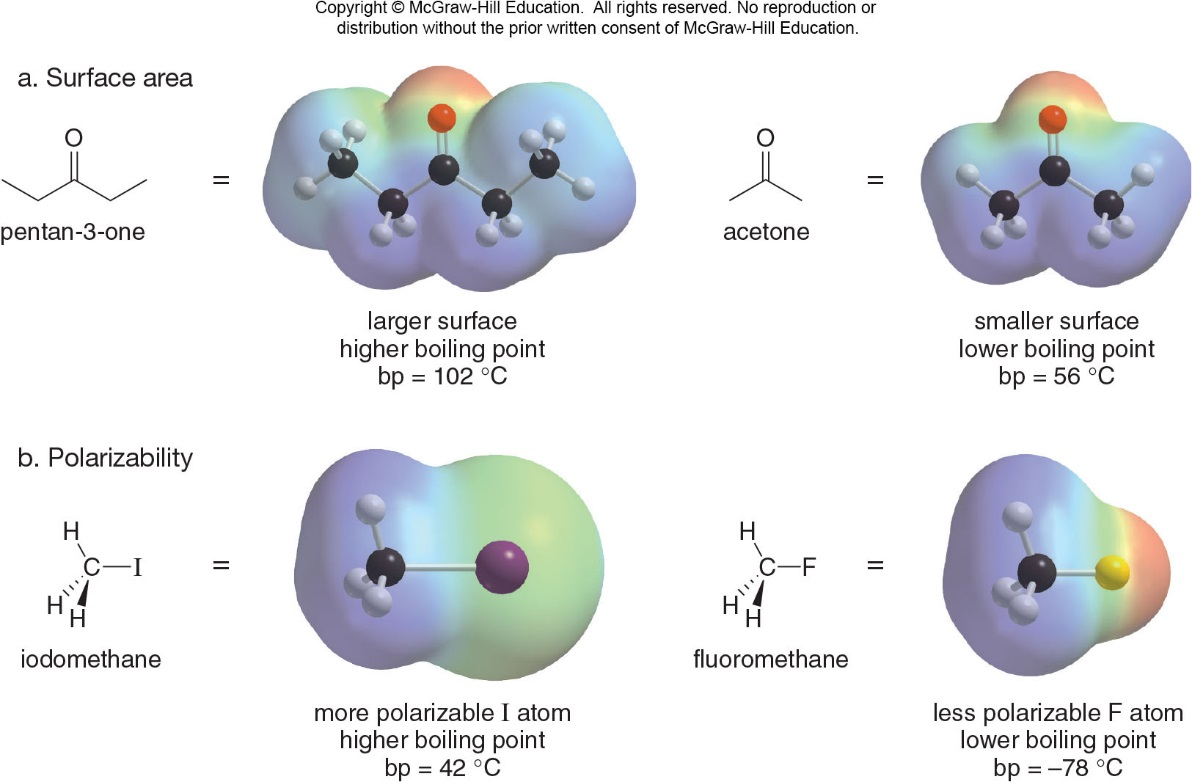 Copyright © McGraw-Hill Education.  All rights reserved. No reproduction or
distribution without the prior written consent of McGraw-Hill Education.
a. Surface area
O
=
pentan-3-one
larger surface
higher boiling point
bp = 102 °C
O
=
acetone
smaller surface
lower boiling point
bp = 56 °C
b. Polarizability
H
C—I
=
H
H
iodomethane
more polarizable I atom
higher boiling point
bp = 42 °C
H
C—F
=
H
H
fluoromethane
less polarizable F atom
lower boiling point
bp = –78 °C